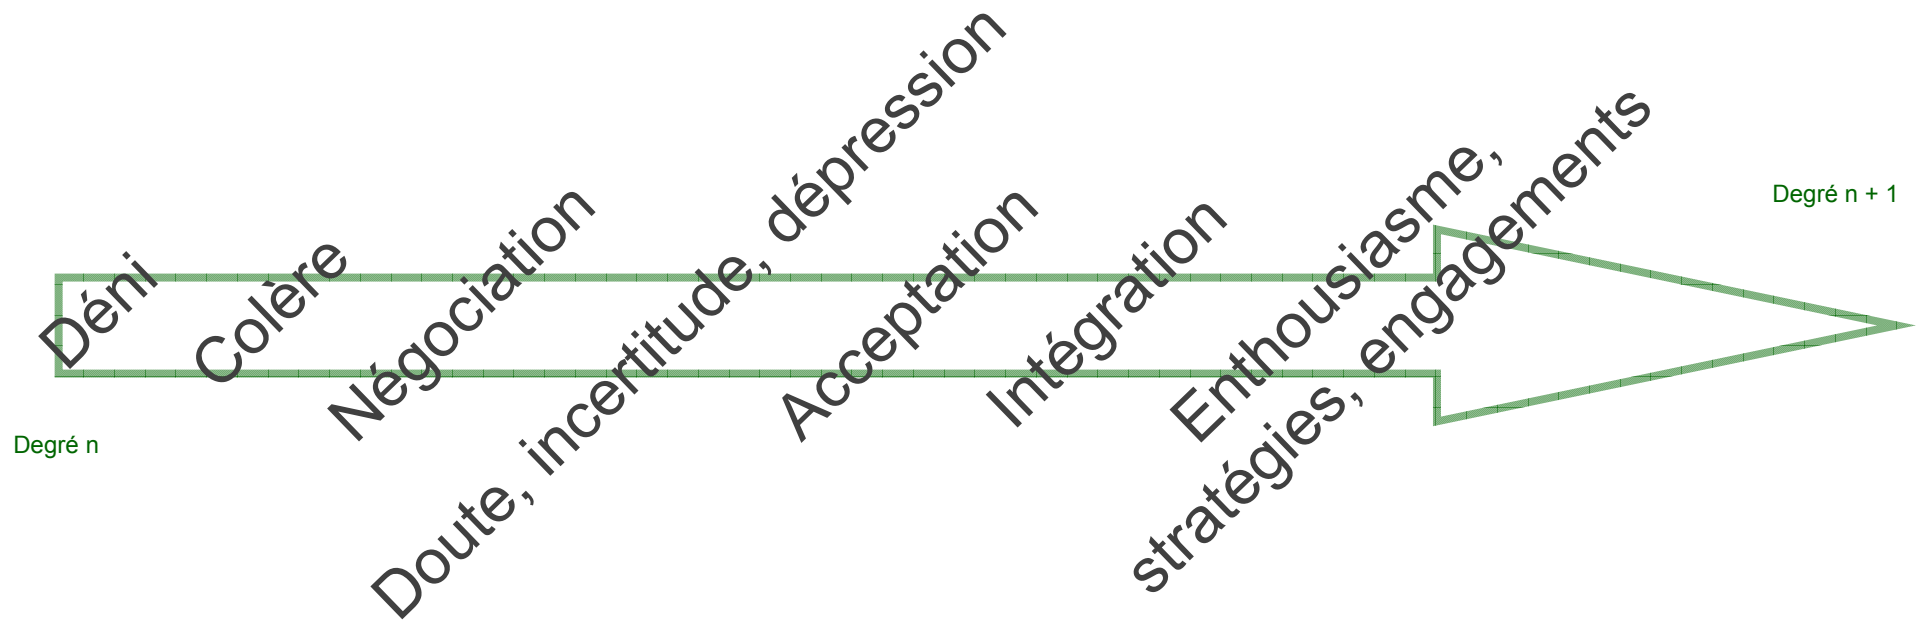 Déni
Colère
Négociation
Doute, incertitude, dépression
Acceptation
Intégration
Enthousiasme,
stratégies, engagements
Degré n
Degré n + 1